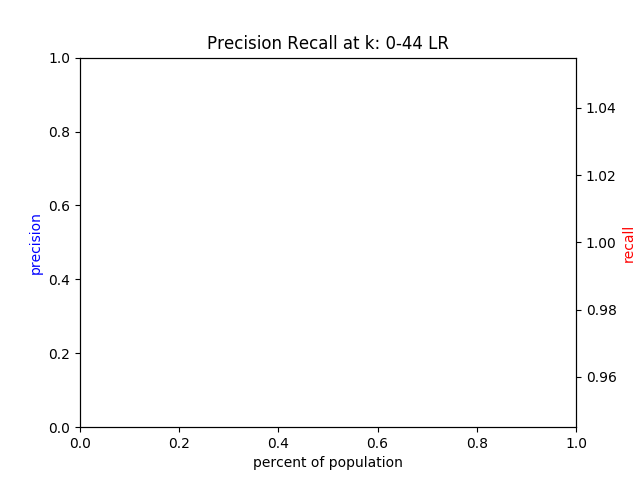 Precision Recall at k: 0-44 LR
1.0
0.8
0.6
0.4
0.2
0.0
precision
1.04
1.02
1.00
0.98
0.96
recall
0.0 0.2 0.4 0.6 0.8 1.0
percent of population